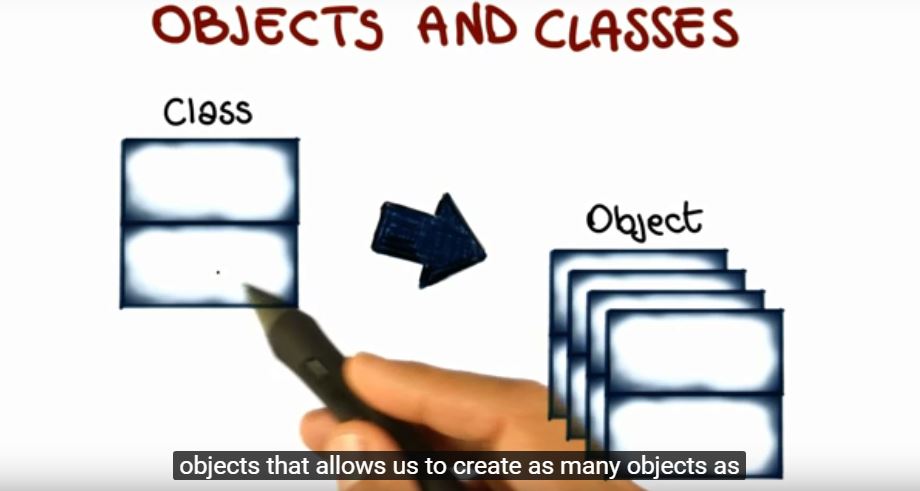 OBJECTS AND CLASSES
Class
Object
objects that allows us to create as many objects as